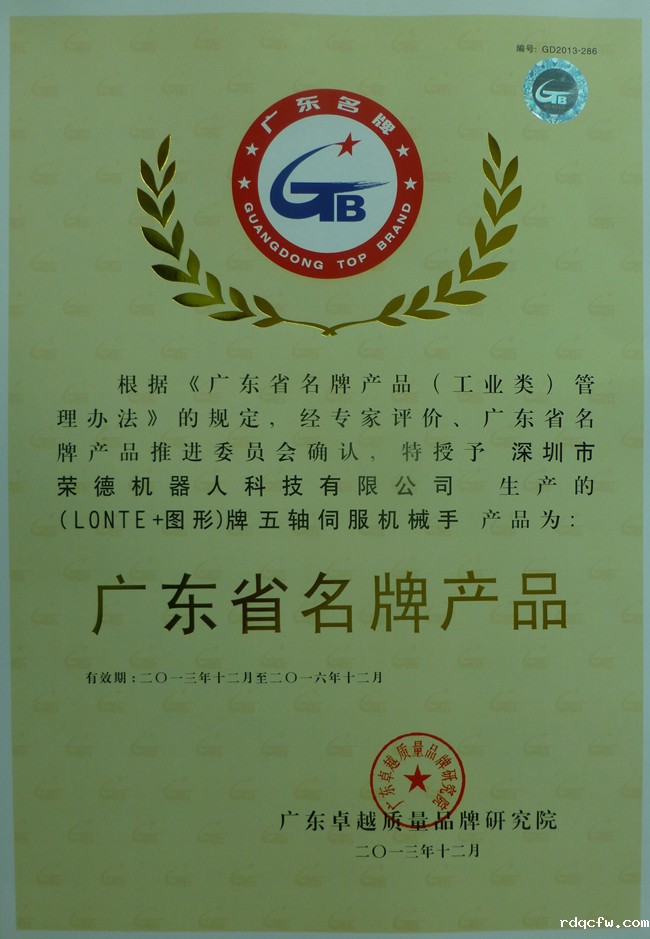 编号: GD2013-286
GTB
广东名牌
GTB
GUANGDONG TOP BRAND
根据《广东省名牌产品（工业类）管
理办法》的规定，经专家评价、广东省名
牌产品推进委员会确认，特授予 深圳市
荣德机器人科技有限公司 生产的
(LONTE+图形)牌五轴伺服机械手 产品为：
广东省名牌产品
有效期：二〇一三年十二月至二〇一六年十二月
广东卓越质量品牌研究院
广东卓越质量品牌研究院
二〇一三年十二月
rdqcfw.com